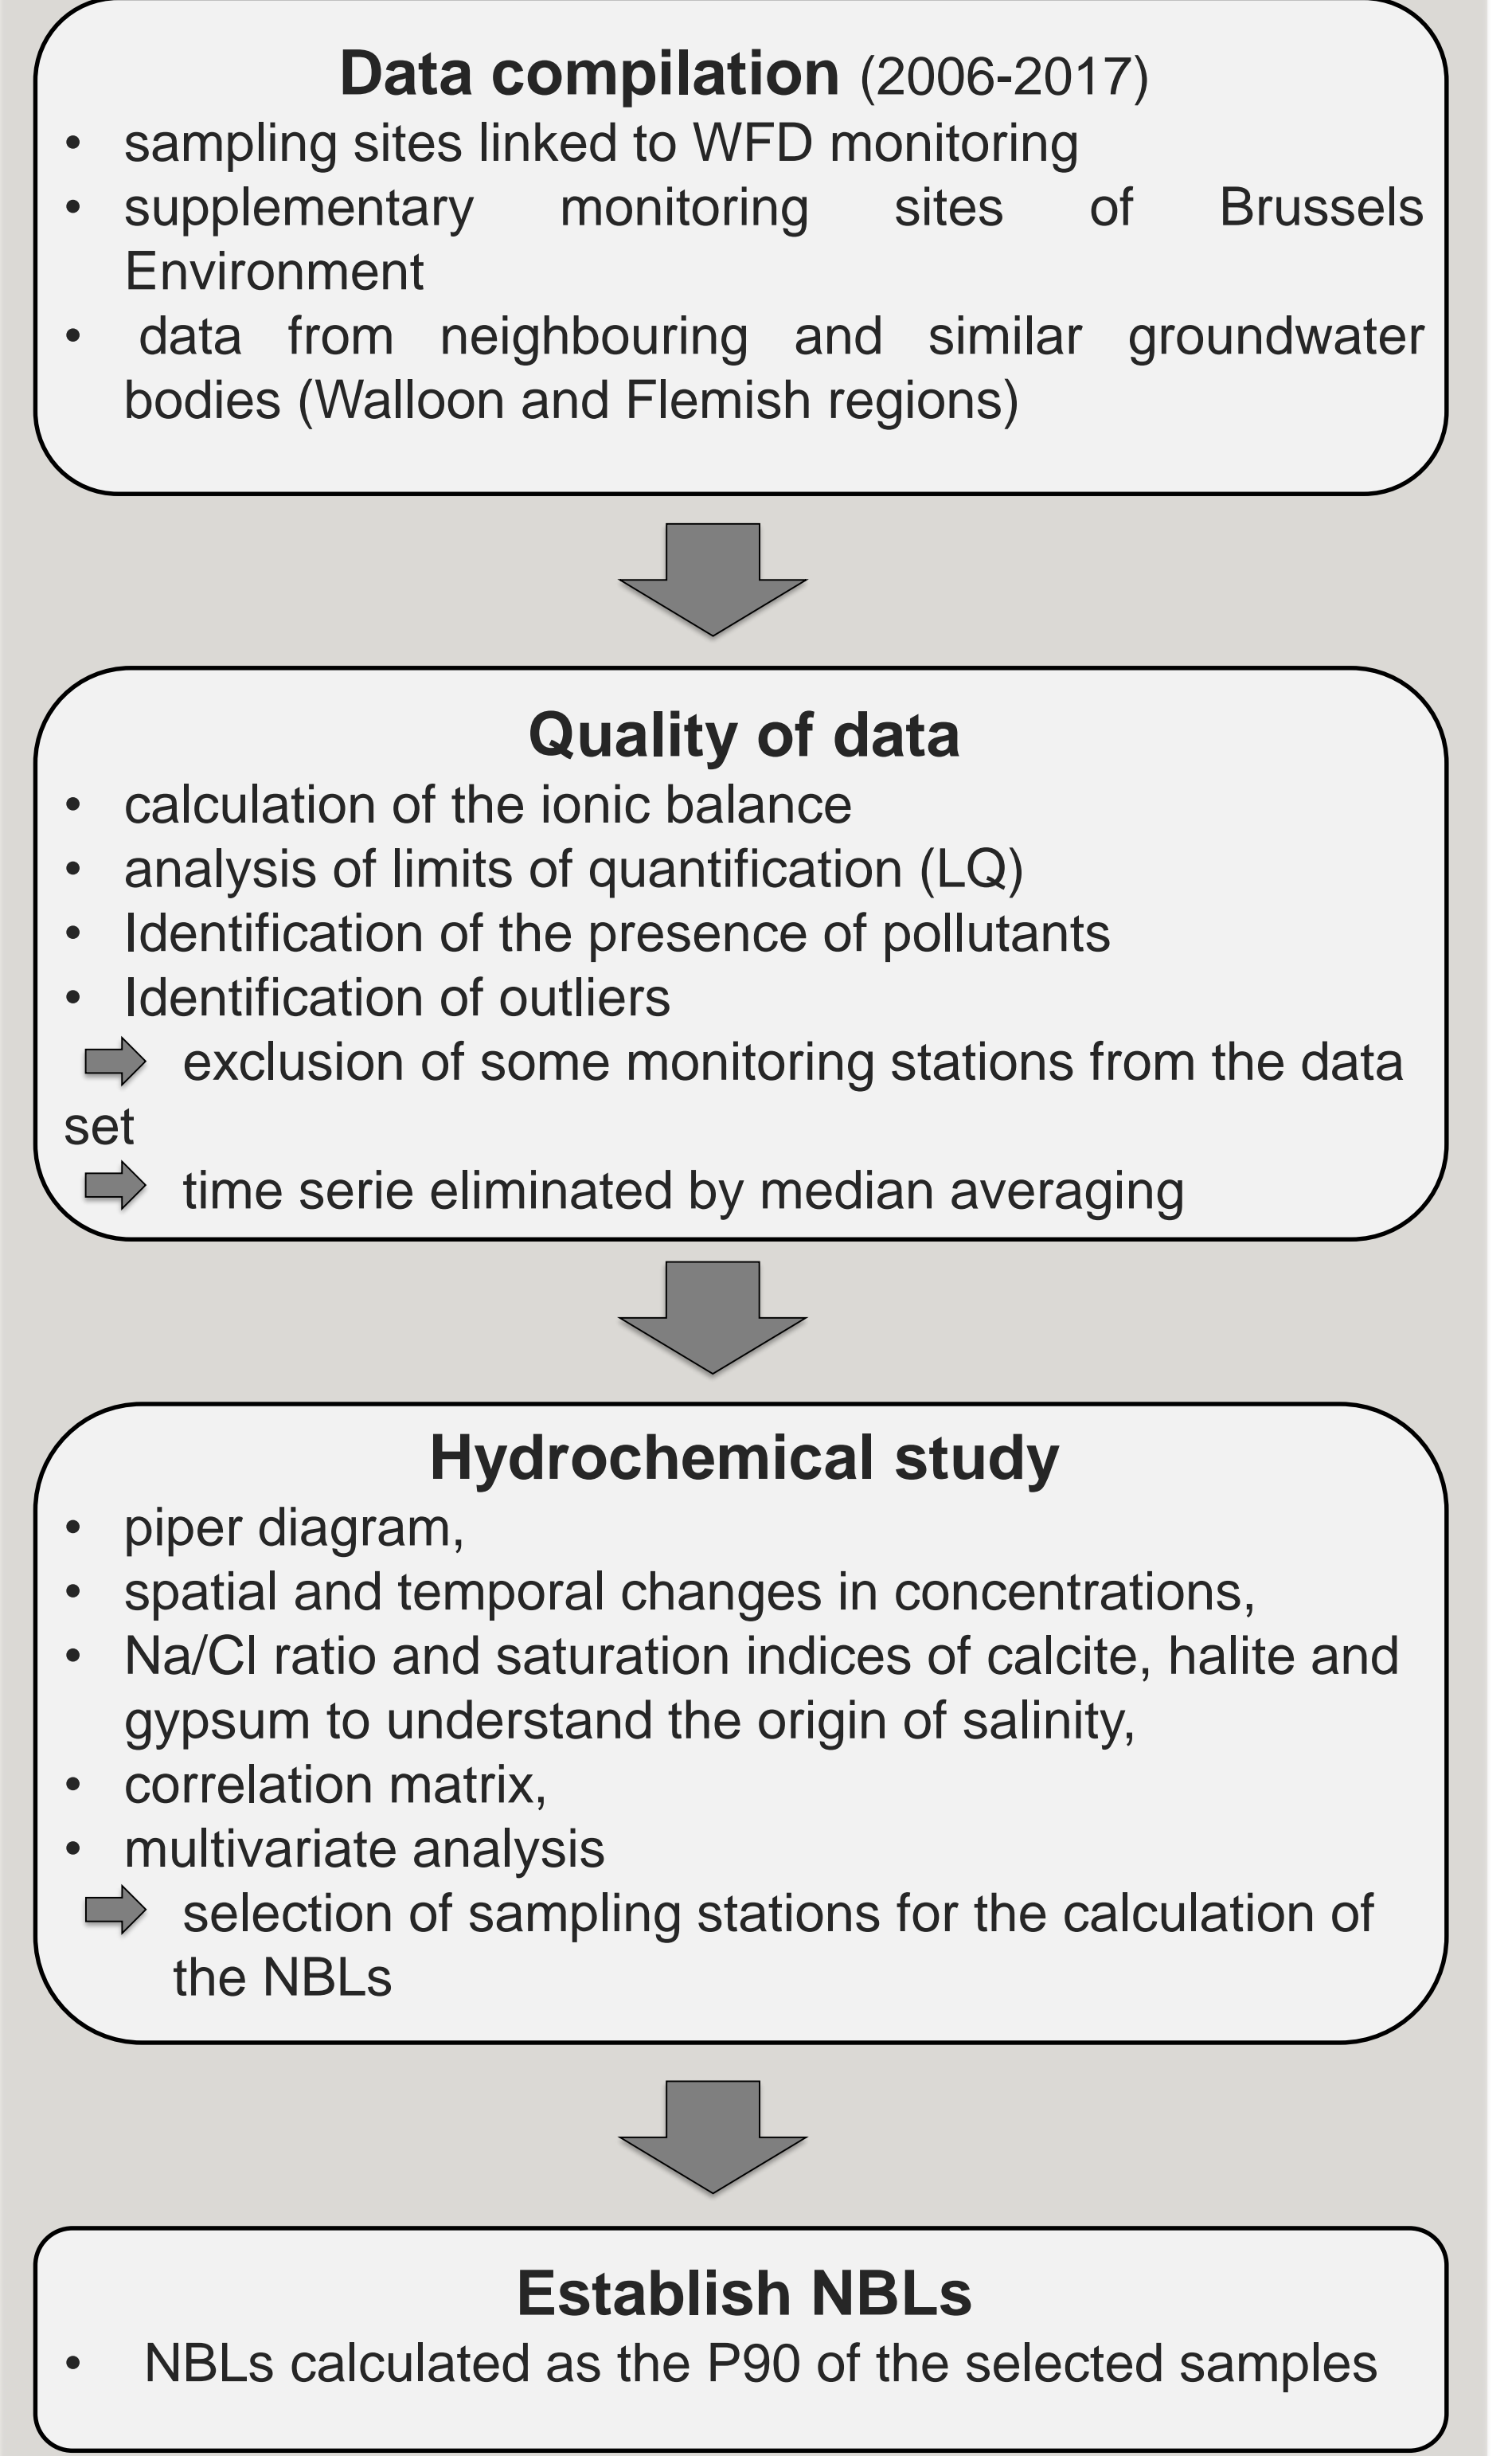 Data compilation (2006-2017)
• sampling sites linked to WFD monitoring
• supplementary monitoring sites of Brussels
Environment
• data from neighbouring and similar groundwater
bodies (Walloon and Flemish regions)
Quality of data
• calculation of the ionic balance
• analysis of limits of quantification (LQ)
• Identification of the presence of pollutants
• Identification of outliers
exclusion of some monitoring stations from the data
set
time serie eliminated by median averaging
Hydrochemical study
• piper diagram,
• spatial and temporal changes in concentrations,
• Na/Cl ratio and saturation indices of calcite, halite and
gypsum to understand the origin of salinity,
• correlation matrix,
• multivariate analysis
selection of sampling stations for the calculation of
the NBLs
Establish NBLs
• NBLs calculated as the P90 of the selected samples